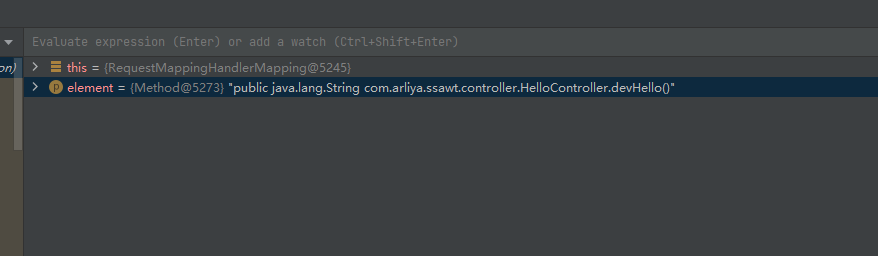 Evaluate expression (Enter) or add a watch (Ctrl+Shift+Enter)
on)
this = {RequestMappingHandlerMapping@5245}
element = {Method@5273} "public java.lang.String com.arliya.ssawt.controller.HelloController.devHello()"